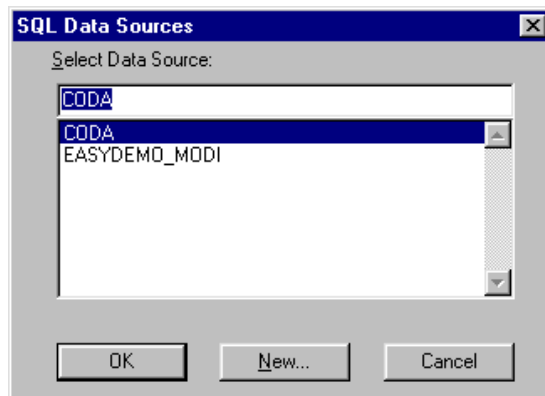 SQL Data Sources
Select Data Source:
CODA
CODA
EASYDEMO_MODI
OK
New...
Cancel